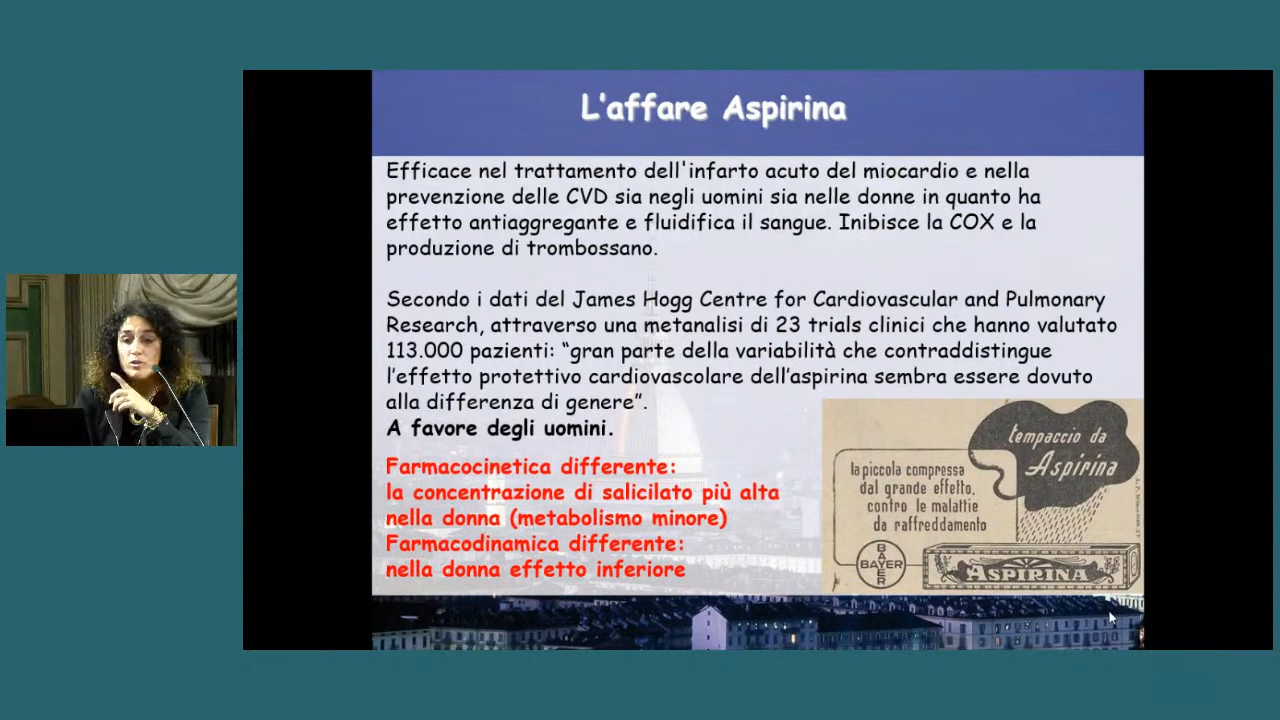 L'affare Aspirina
Efficace nel trattamento dell'infarto acuto del miocardio e nella
prevenzione delle CVD sia negli uomini sia nelle donne in quanto ha
effetto antiaggregante e fluidifica il sangue. Inibisce la COX e la
produzione di trombossano.
Secondo i dati del James Hogg Centre for Cardiovascular and Pulmonary
Research, attraverso una metanalisi di 23 trials clinici che hanno valutato
113.000 pazienti: “gran parte della variabilità che contraddistingue
l’effetto protettivo cardiovascolare dell’aspirina sembra essere dovuto
alla differenza di genere”.
A favore degli uomini.
Farmacocinetica differente:
la concentrazione di salicilato più alta
nella donna (metabolismo minore)
Farmacodinamica differente:
nella donna effetto inferiore
tempaccio da
Aspirina
la piccola compressa
dal grande effetto,
contro le malattie
da raffreddamento
BAYER
BAYER
ASPIRINA